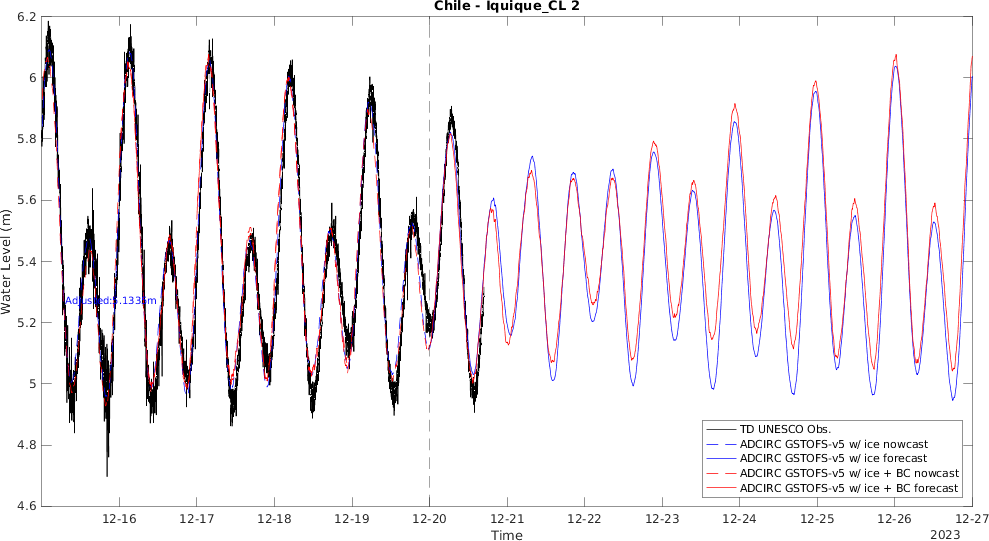 Chile - Iquique_CL 2
6.2
6
5.8
5.6
5.4
5.2
5
4.8
4.6
Water Level (m)
Adjusted:5.1335m
TD UNESCO Obs.
ADCIRC GSTOFS-v5 w/ ice nowcast
ADCIRC GSTOFS-v5 w/ ice forecast
ADCIRC GSTOFS-v5 w/ ice + BC nowcast
ADCIRC GSTOFS-v5 w/ ice + BC forecast
12-16 12-17 12-18 12-19 12-20 12-21 12-22 12-23 12-24 12-25 12-26 12-27
Time
2023